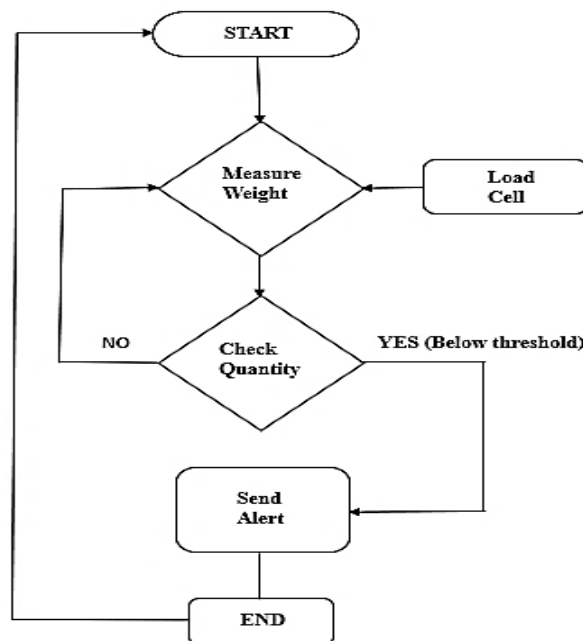 START
Measure
Weight
Load
Cell
NO
Check
Quantity
YES (Below threshold)
Send
Alert
END